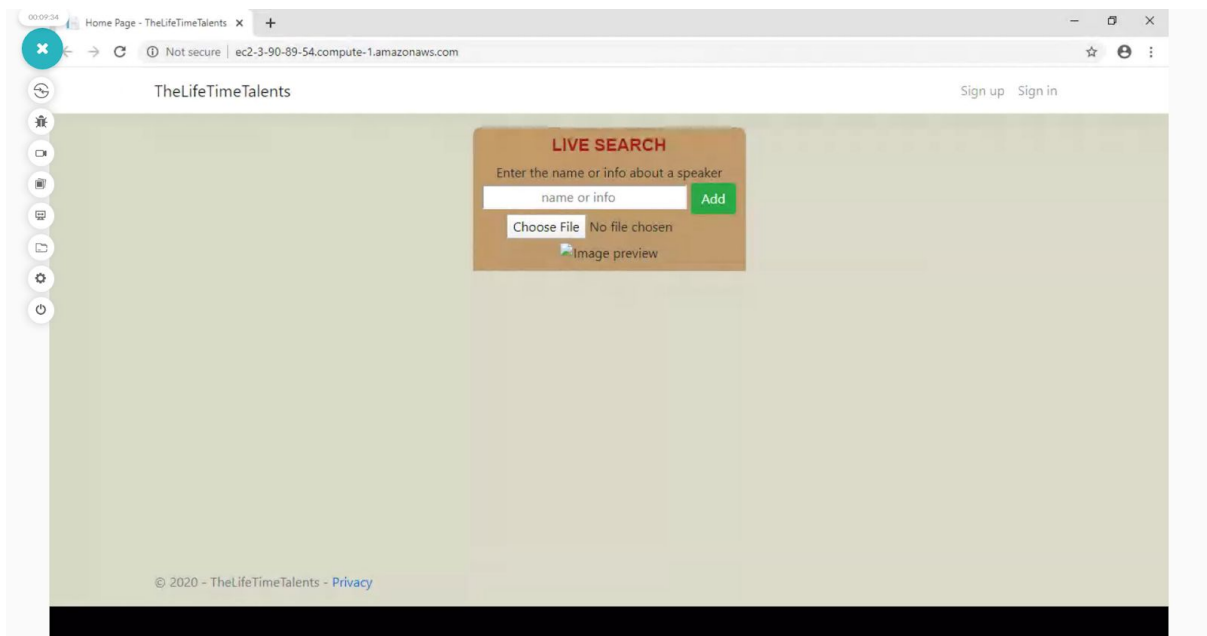 00:09:34
Home Page - TheLifeTimeTalents
Not secure | ec2-3-90-89-54.compute-1.amazonaws.com
TheLifeTimeTalents
Sign up Sign in
LIVE SEARCH
Enter the name or info about a speaker
name or info Add
Choose File No file chosen
Image preview
© 2020 - TheLifeTimeTalents - Privacy